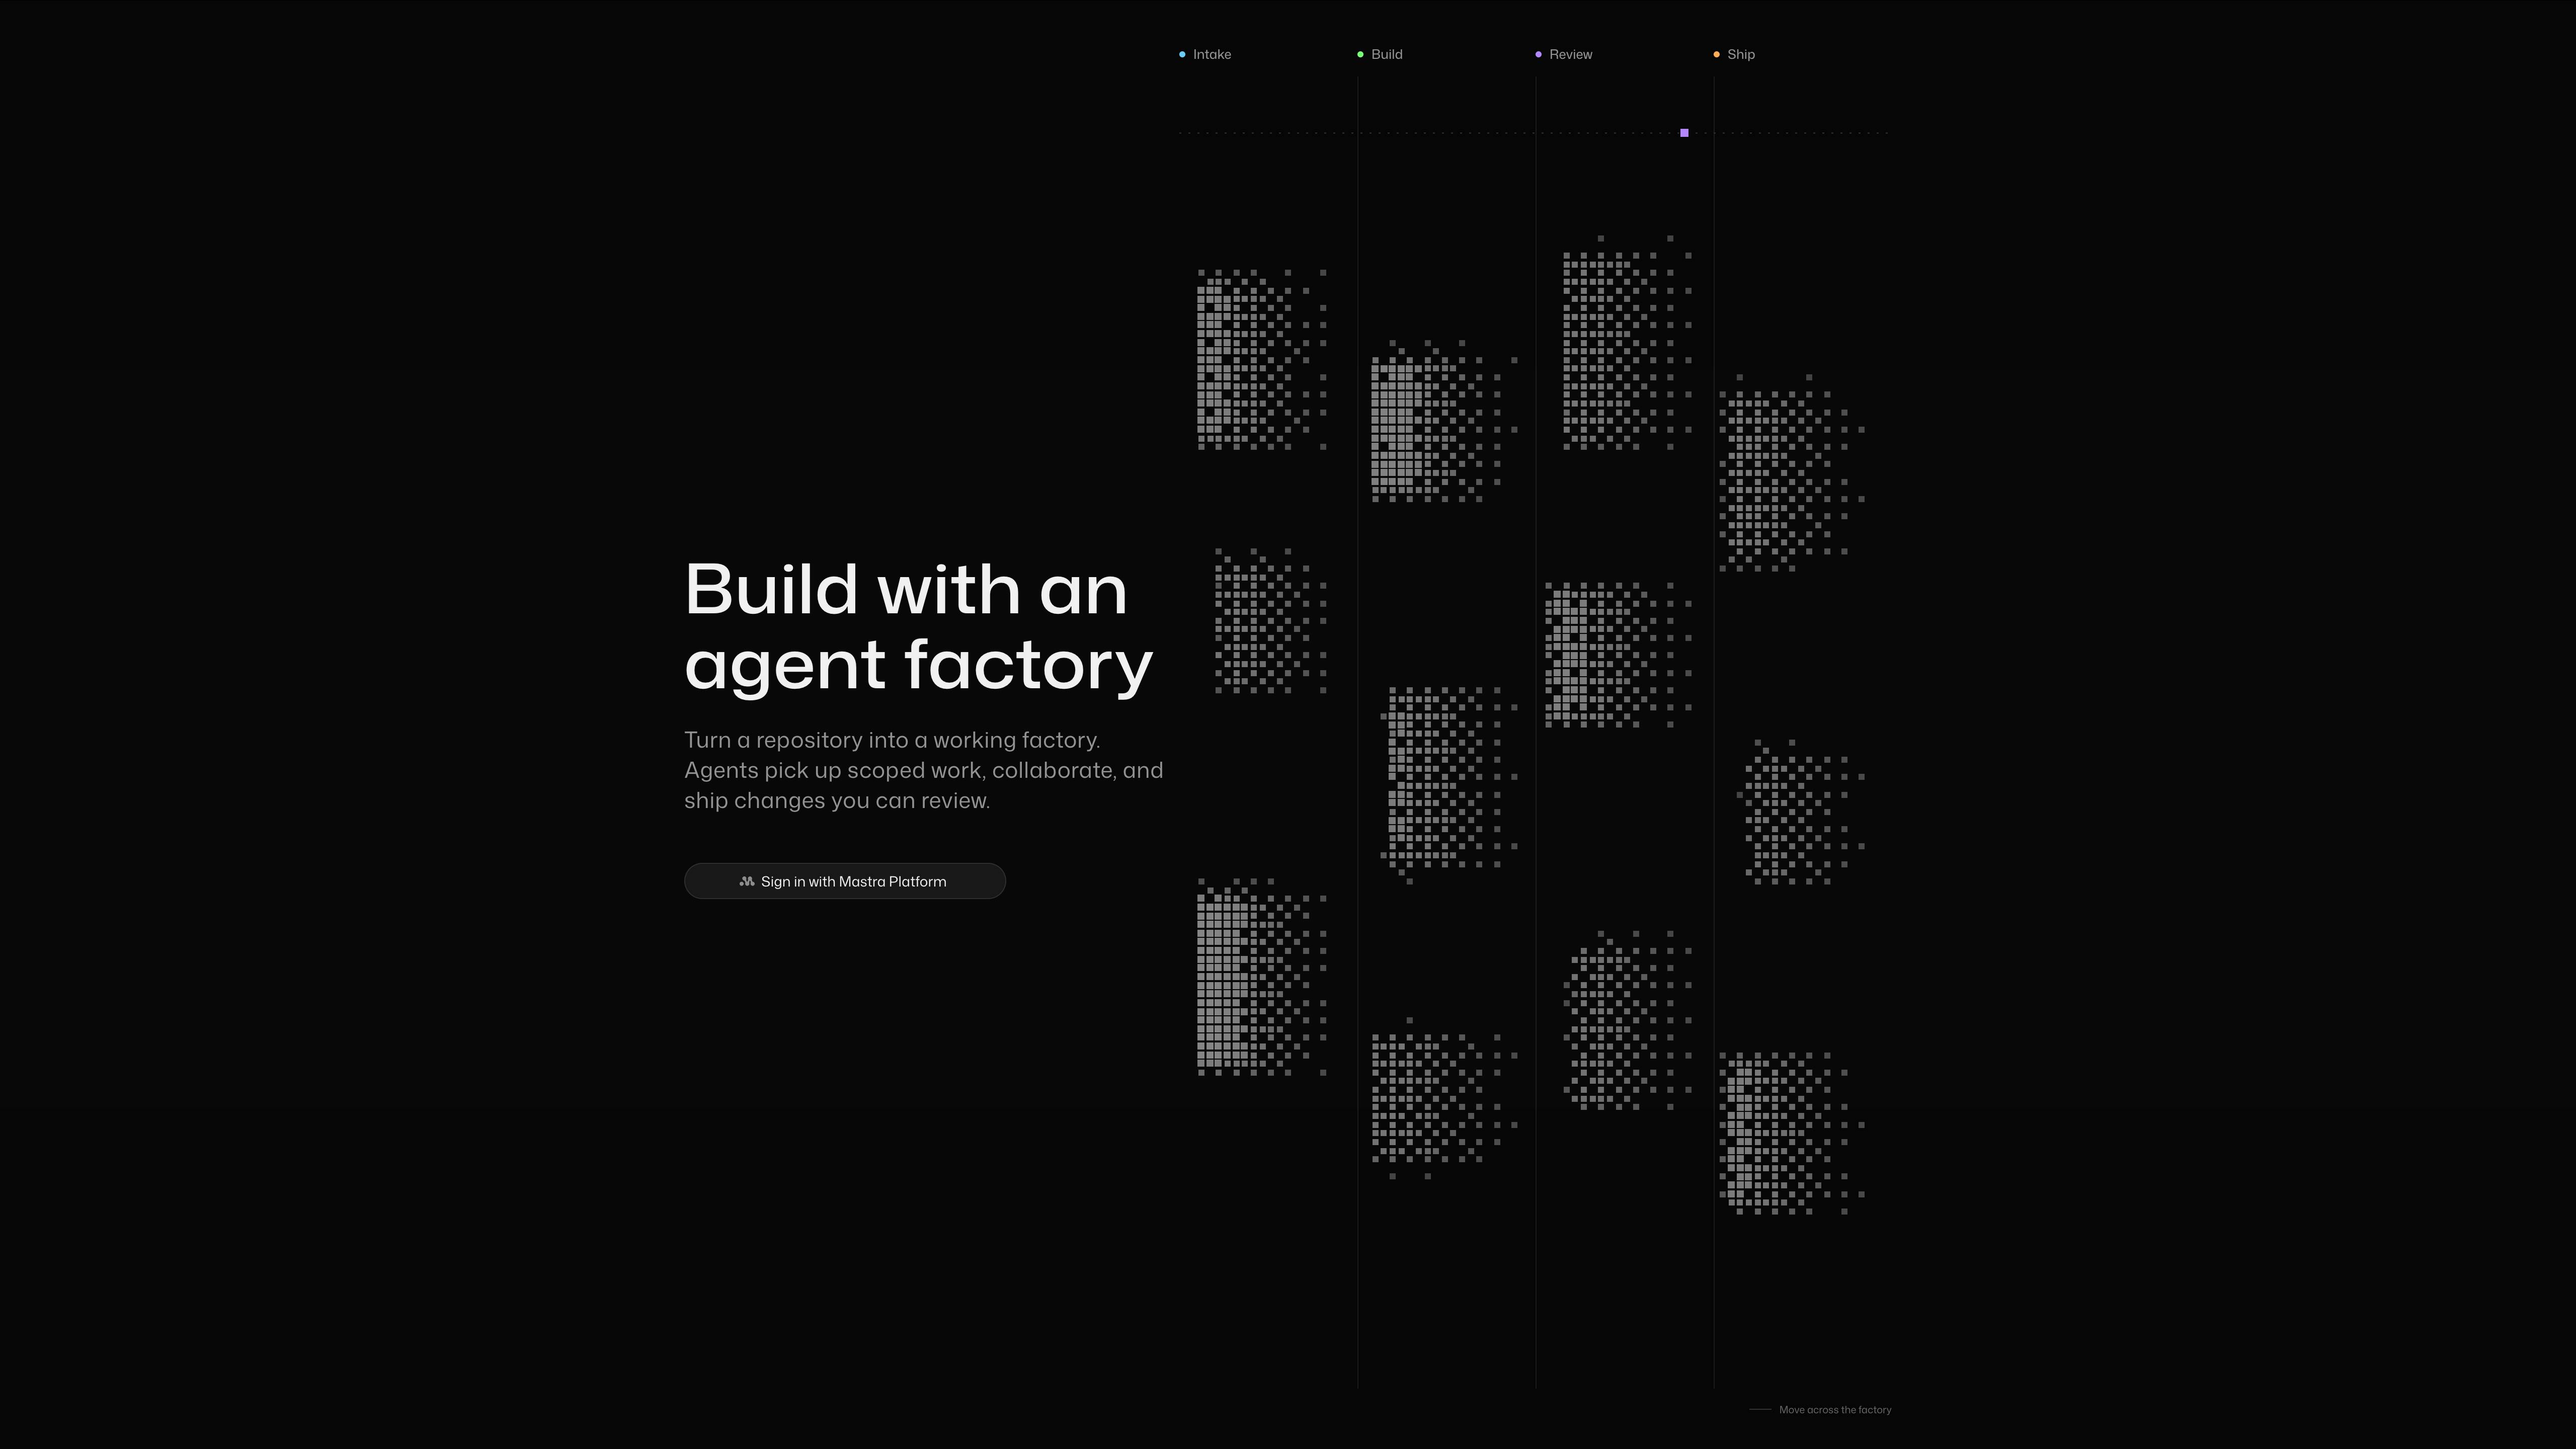 Intake
Build
Review
Ship
Build with an
agent factory
Turn a repository into a working factory.
Agents pick up scoped work, collaborate, and
ship changes you can review.
Sign in with Mastra Platform
Move across the factory